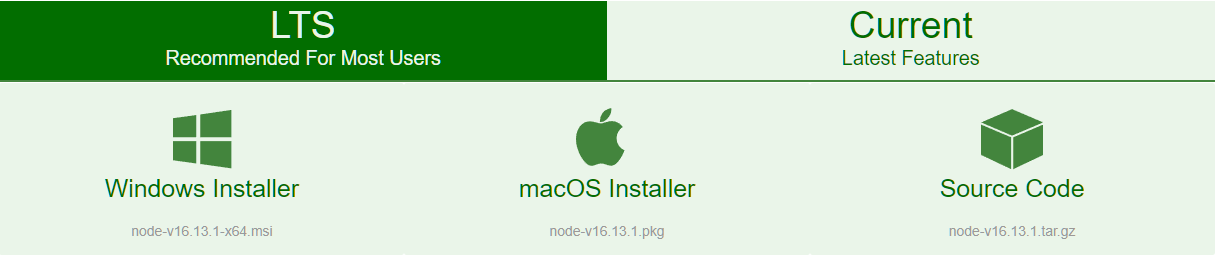 LTS
Recommended For Most Users
Current
Latest Features
Windows Installer
node-v16.13.1-x64.msi
macOS Installer
node-v16.13.1.pkg
Source Code
node-v16.13.1.tar.gz